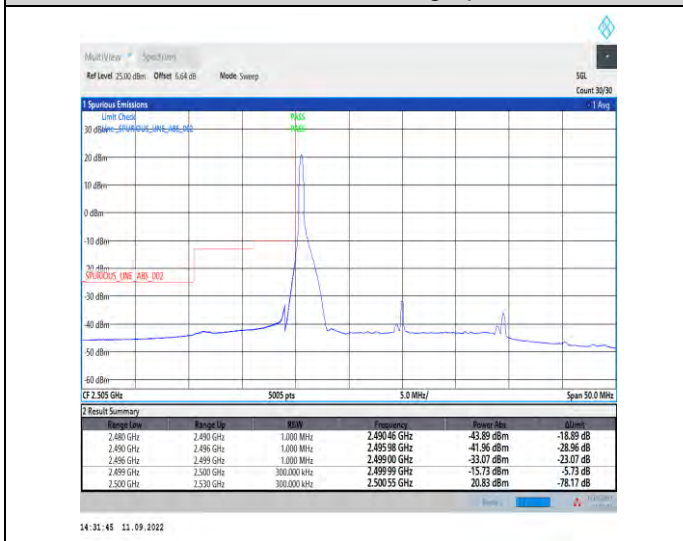 MultiView Spectrum
Ref Level 25.00 dBm Offset 6.64 dB Mode Sweep
SGL
Count 30/30
1 Spurious Emissions
1 Avg
Limit Check
PASS
30 dBm
Line _SPURIOUS_LINE_ABS_002
PASS
20 dBm
10 dBm
0 dBm
-10 dBm
-20 dBm
SPURIOUS_LINE_ABS_002
-30 dBm
-40 dBm
-50 dBm
-60 dBm
CF 2.505 GHz 5005 pts 5.0 MHz/ Span 50.0 MHz
2 Result Summary
Range Low Range Up RBW Frequency Power Abs ΔLimit
2.480 GHz 2.490 GHz 1.000 MHz 2.49046 GHz -43.89 dBm -18.89 dB
2.490 GHz 2.496 GHz 1.000 MHz 2.49598 GHz -41.96 dBm -28.96 dB
2.496 GHz 2.499 GHz 1.000 MHz 2.49900 GHz -33.07 dBm -23.07 dB
2.499 GHz 2.500 GHz 300.000 kHz 2.49999 GHz -15.73 dBm -5.73 dB
2.500 GHz 2.530 GHz 300.000 kHz 2.50055 GHz 20.83 dBm -78.17 dB
14:31:45 11.09.2022